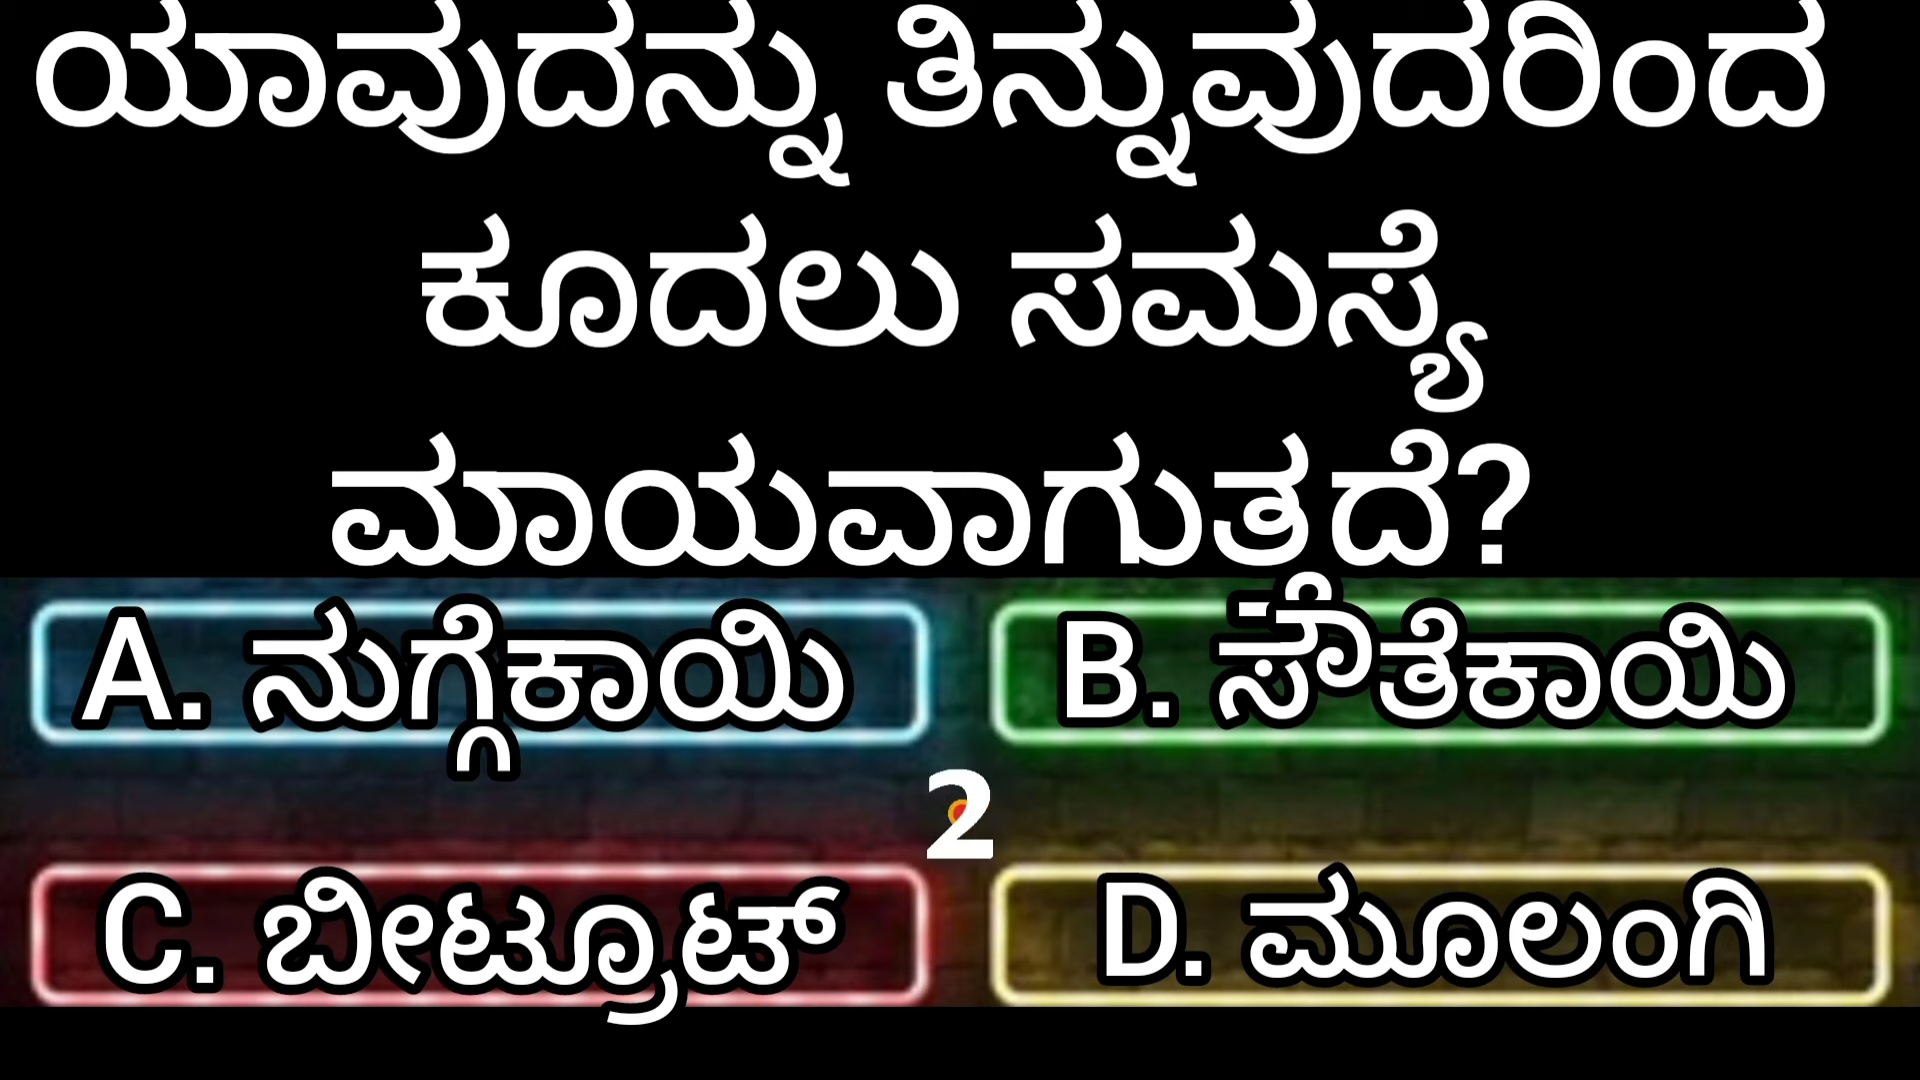 ಯಾವುದನ್ನು ತಿನ್ನುವುದರಿಂದ
ಕೂದಲು ಸಮಸ್ಯೆ
ಮಾಯವಾಗುತ್ತದೆ?
A. ನುಗ್ಗೆಕಾಯಿ
B. ಸೌತೆಕಾಯಿ
2
C. ಬೀಟ್ರೂಟ್
D. ಮೂಲಂಗಿ